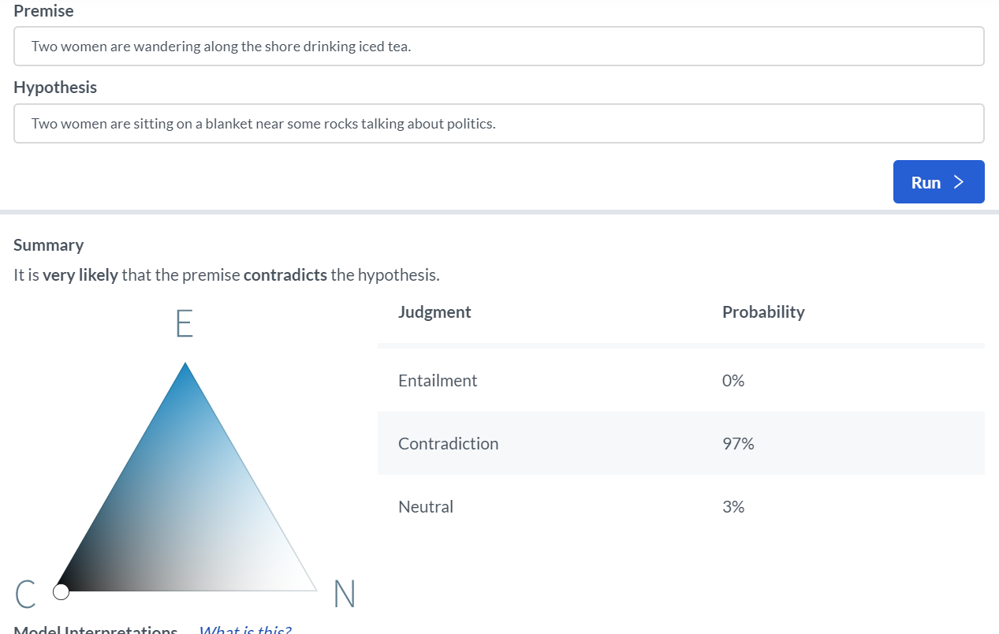 Premise
Two women are wandering along the shore drinking iced tea.
Hypothesis
Two women are sitting on a blanket near some rocks talking about politics.
Run
Summary
It is very likely that the premise contradicts the hypothesis.
E
Judgment Probability
Entailment 0%
Contradiction 97%
Neutral 3%
C N
Model Interpretations What is this?